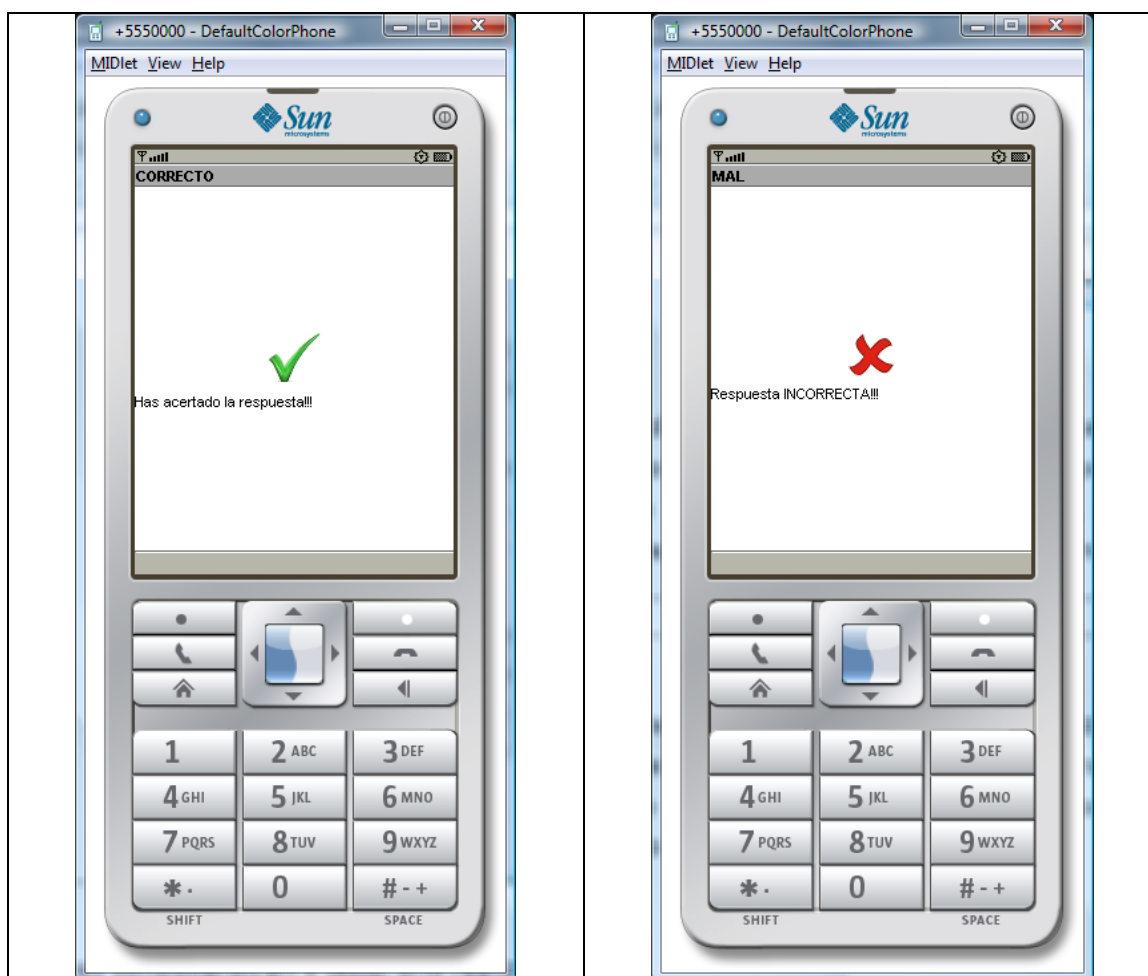 +5550000 - DefaultColorPhone
MIDlet View Help
Sun
microsystems
CORRECTO
Has acertado la respuesta!!!
1
2 ABC
3 DEF
4 GHI
5 JKL
6 MNO
7 PQRS
8 TUV
9 WXYZ
* .
0
# - +
SHIFT
SPACE
+5550000 - DefaultColorPhone
MIDlet View Help
Sun
microsystems
MAL
Respuesta INCORRECTA!!!
1
2 ABC
3 DEF
4 GHI
5 JKL
6 MNO
7 PQRS
8 TUV
9 WXYZ
* .
0
# - +
SHIFT
SPACE